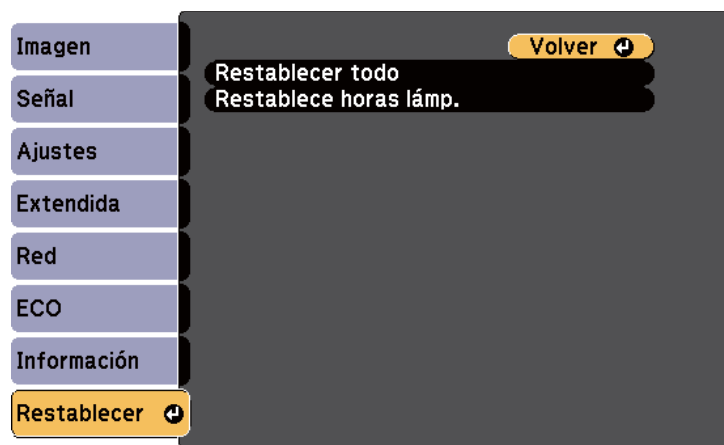 Imagen
Señal
Ajustes
Extendida
Red
ECO
Información
Restablecer
Volver
Restablecer todo
Restablece horas lámp.